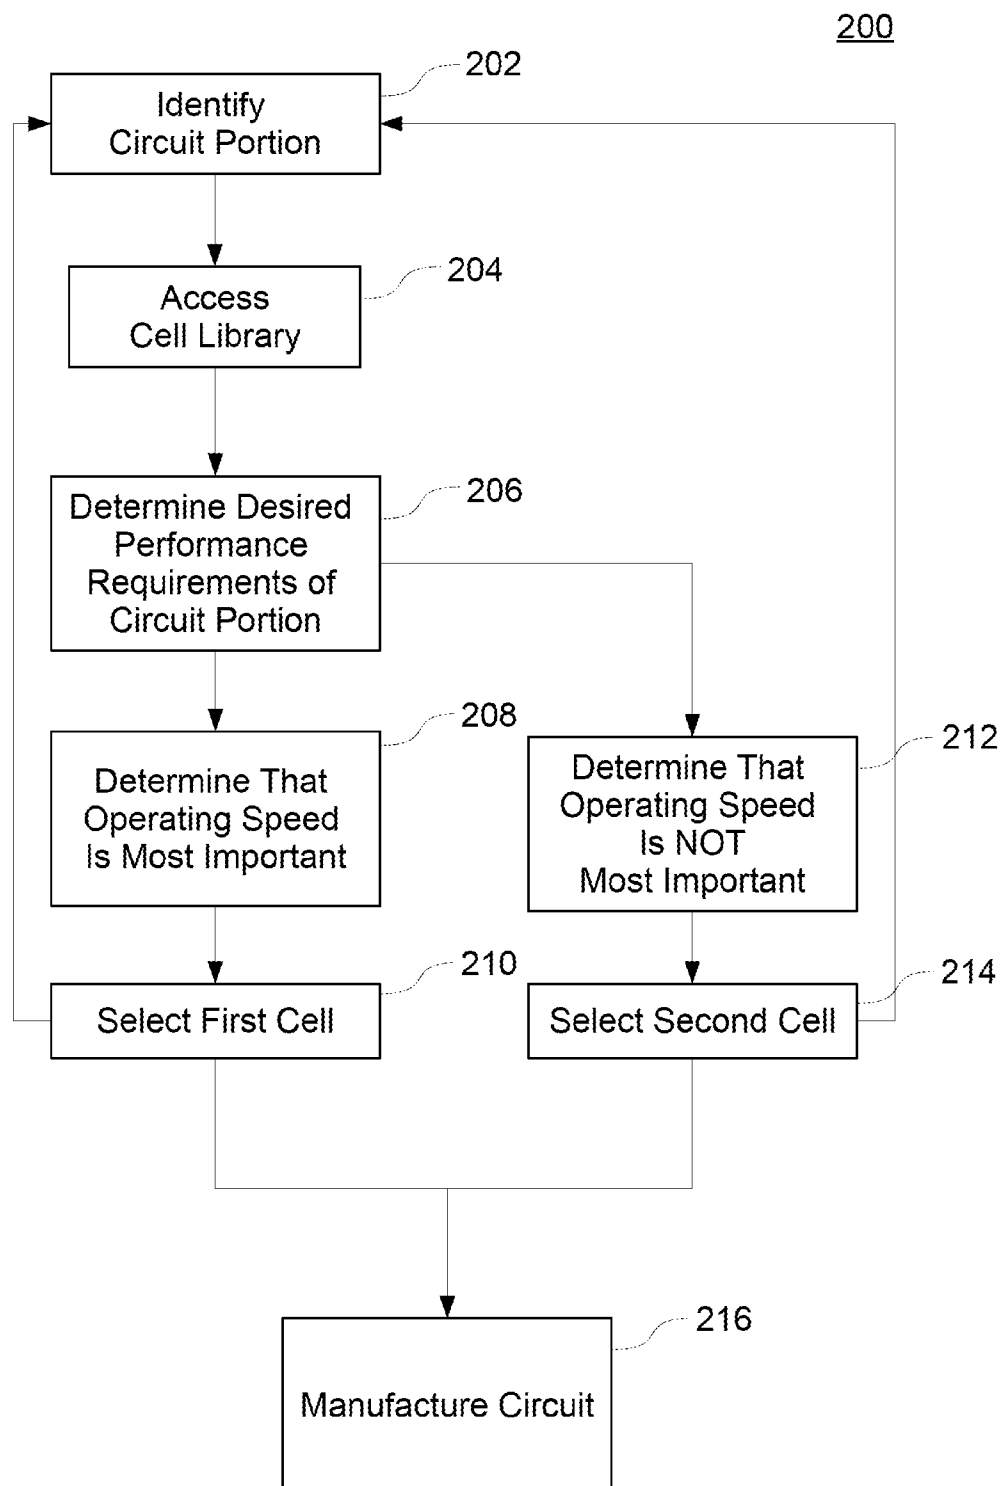 200
202
Identify
Circuit Portion
204
Access
Cell Library
206
Determine Desired
Performance
Requirements of
Circuit Portion
208
Determine That
Operating Speed
Is Most Important
212
Determine That
Operating Speed
Is NOT
Most Important
210
Select First Cell
214
Select Second Cell
216
Manufacture Circuit